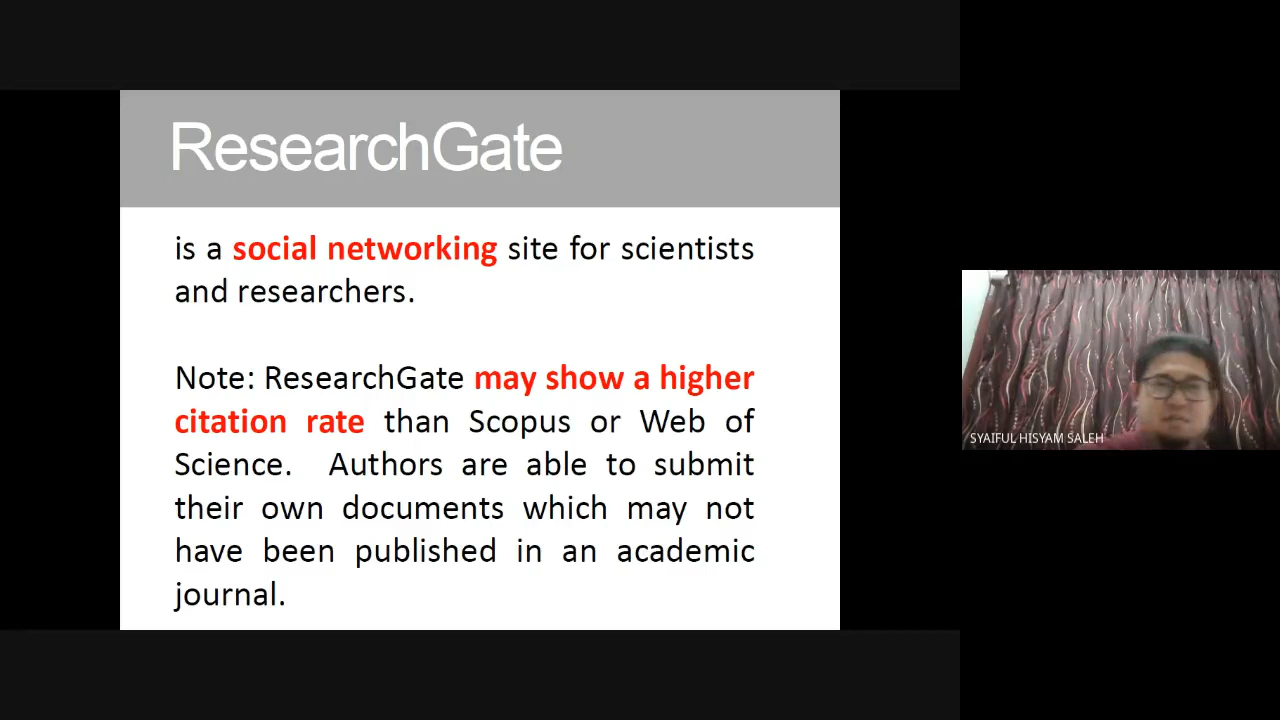 ResearchGate
is a social networking site for scientists
and researchers.
Note: ResearchGate may show a higher
citation rate than Scopus or Web of
Science. Authors are able to submit
their own documents which may not
have been published in an academic
journal.
SYAIFUL HISYAM SALEH